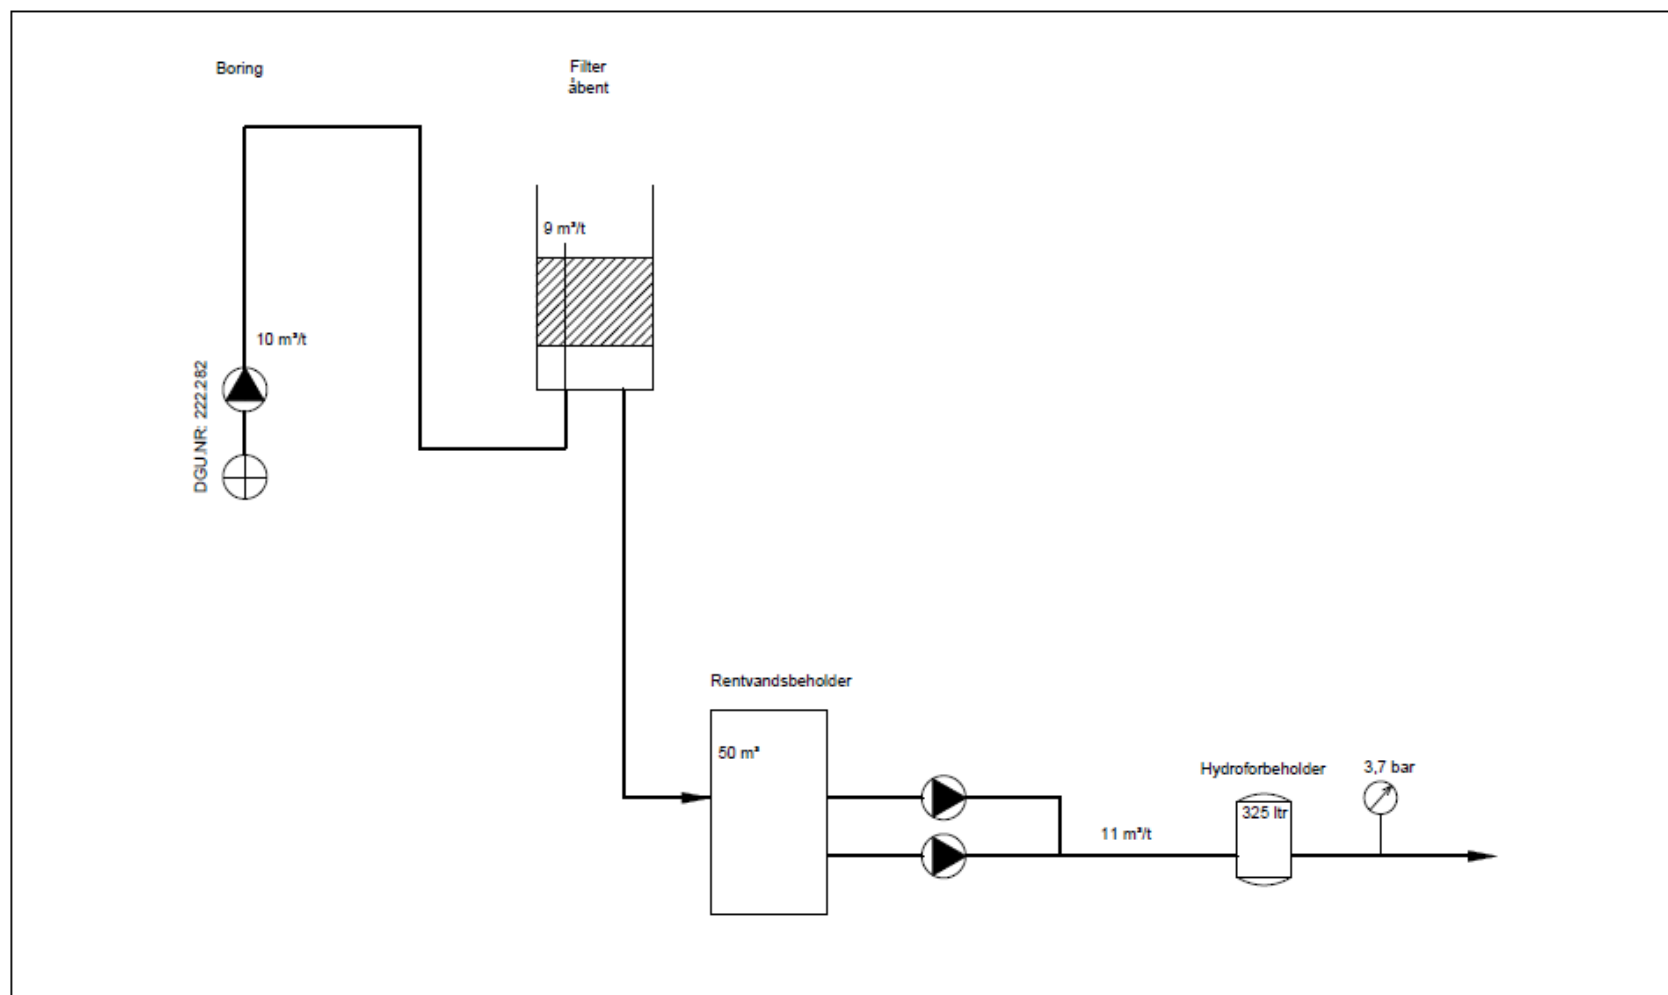 Boring
Filter
åbent
9 m³/t
10 m³/t
DGU.NR: 222.282
Rentvandsbeholder
50 m³
Hydroforbeholder
3,7 bar
325 ltr
11 m³/t